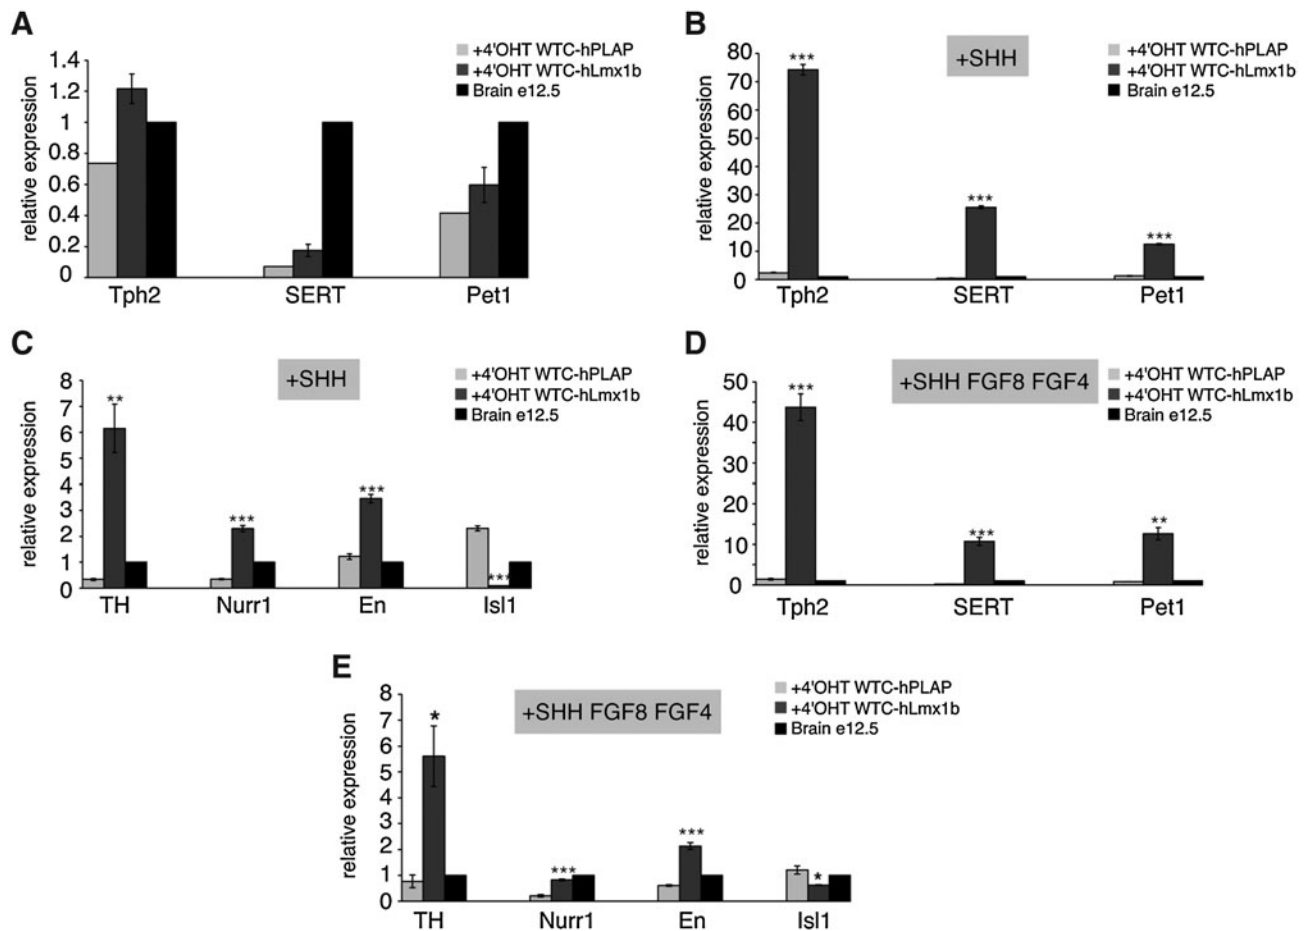 A
+4'OHT WTC-hPLAP
+4'OHT WTC-hLmx1b
Brain e12.5
relative expression
1.4
1.2
1
0.8
0.6
0.4
0.2
0
Tph2 SERT Pet1
B
+SHH
+4'OHT WTC-hPLAP
+4'OHT WTC-hLmx1b
Brain e12.5
relative expression
80
70
60
50
40
30
20
10
0
***
***
***
Tph2 SERT Pet1
C
+SHH
+4'OHT WTC-hPLAP
+4'OHT WTC-hLmx1b
Brain e12.5
relative expression
8
7
6
5
4
3
2
1
0
**
***
***
***
TH Nurr1 En Isl1
D
+SHH FGF8 FGF4
+4'OHT WTC-hPLAP
+4'OHT WTC-hLmx1b
Brain e12.5
relative expression
50
40
30
20
10
0
***
***
**
Tph2 SERT Pet1
E
+SHH FGF8 FGF4
+4'OHT WTC-hPLAP
+4'OHT WTC-hLmx1b
Brain e12.5
relative expression
8
7
6
5
4
3
2
1
0
*
***
***
*
TH Nurr1 En Isl1